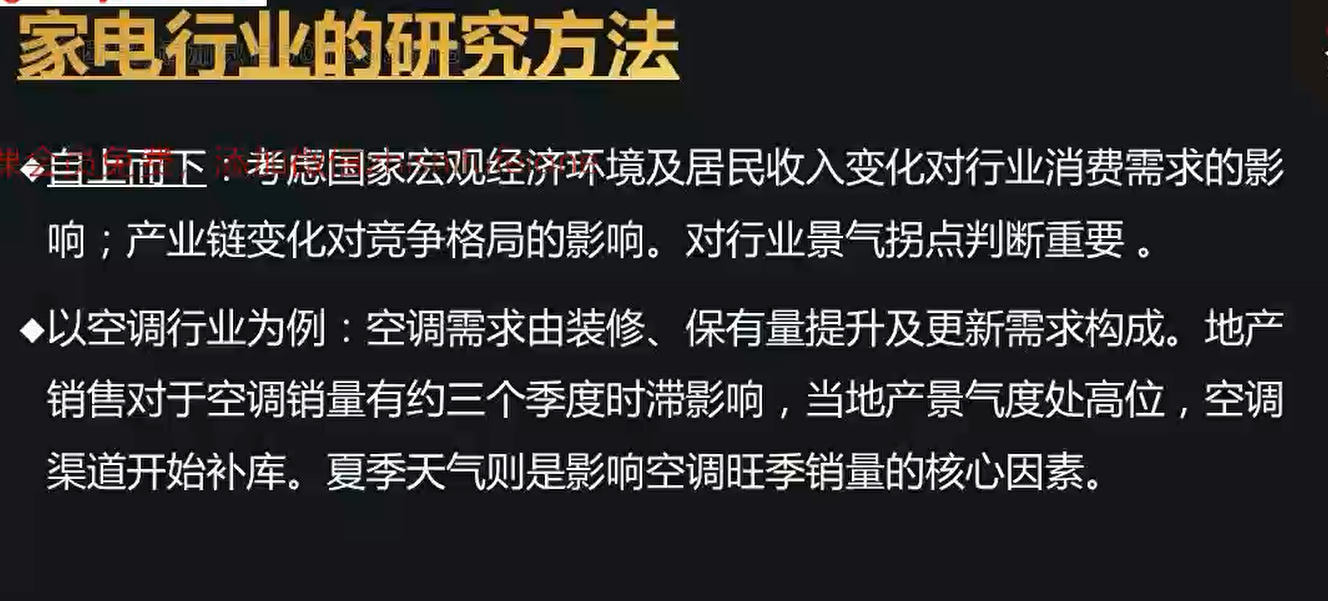 家电行业的研究方法
◆自上而下：考虑国家宏观经济环境及居民收入变化对行业消费需求的影
响；产业链变化对竞争格局的影响。对行业景气拐点判断重要 。
◆以空调行业为例：空调需求由装修、保有量提升及更新需求构成。地产
销售对于空调销量有约三个季度时滞影响，当地产景气度处高位，空调
渠道开始补库。夏季天气则是影响空调旺季销量的核心因素。